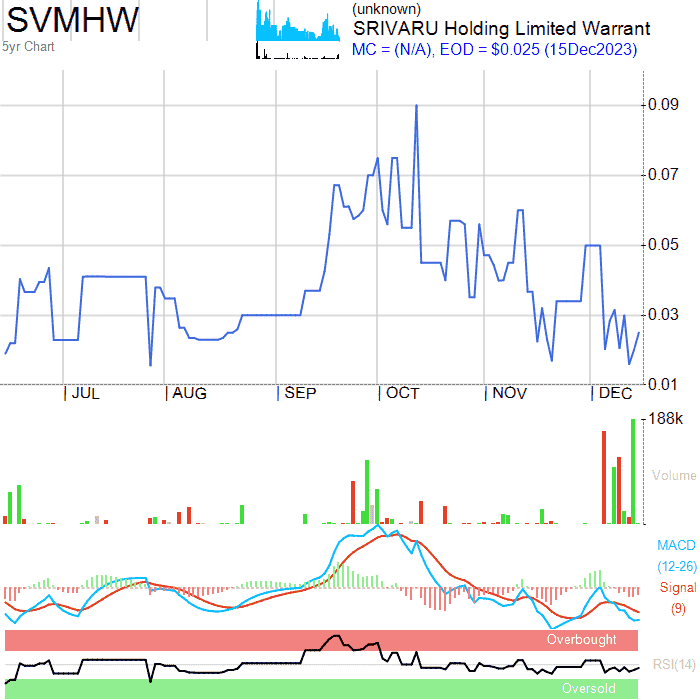 SVMHW
5yr Chart
(unknown)
SRIVARU Holding Limited Warrant
MC = (N/A), EOD = $0.025 (15Dec2023)
0.09
0.07
0.05
0.03
0.01
JUL AUG SEP OCT NOV DEC
188k
Volume
MACD
(12-26)
Signal
(9)
Overbought
RSI(14)
Oversold